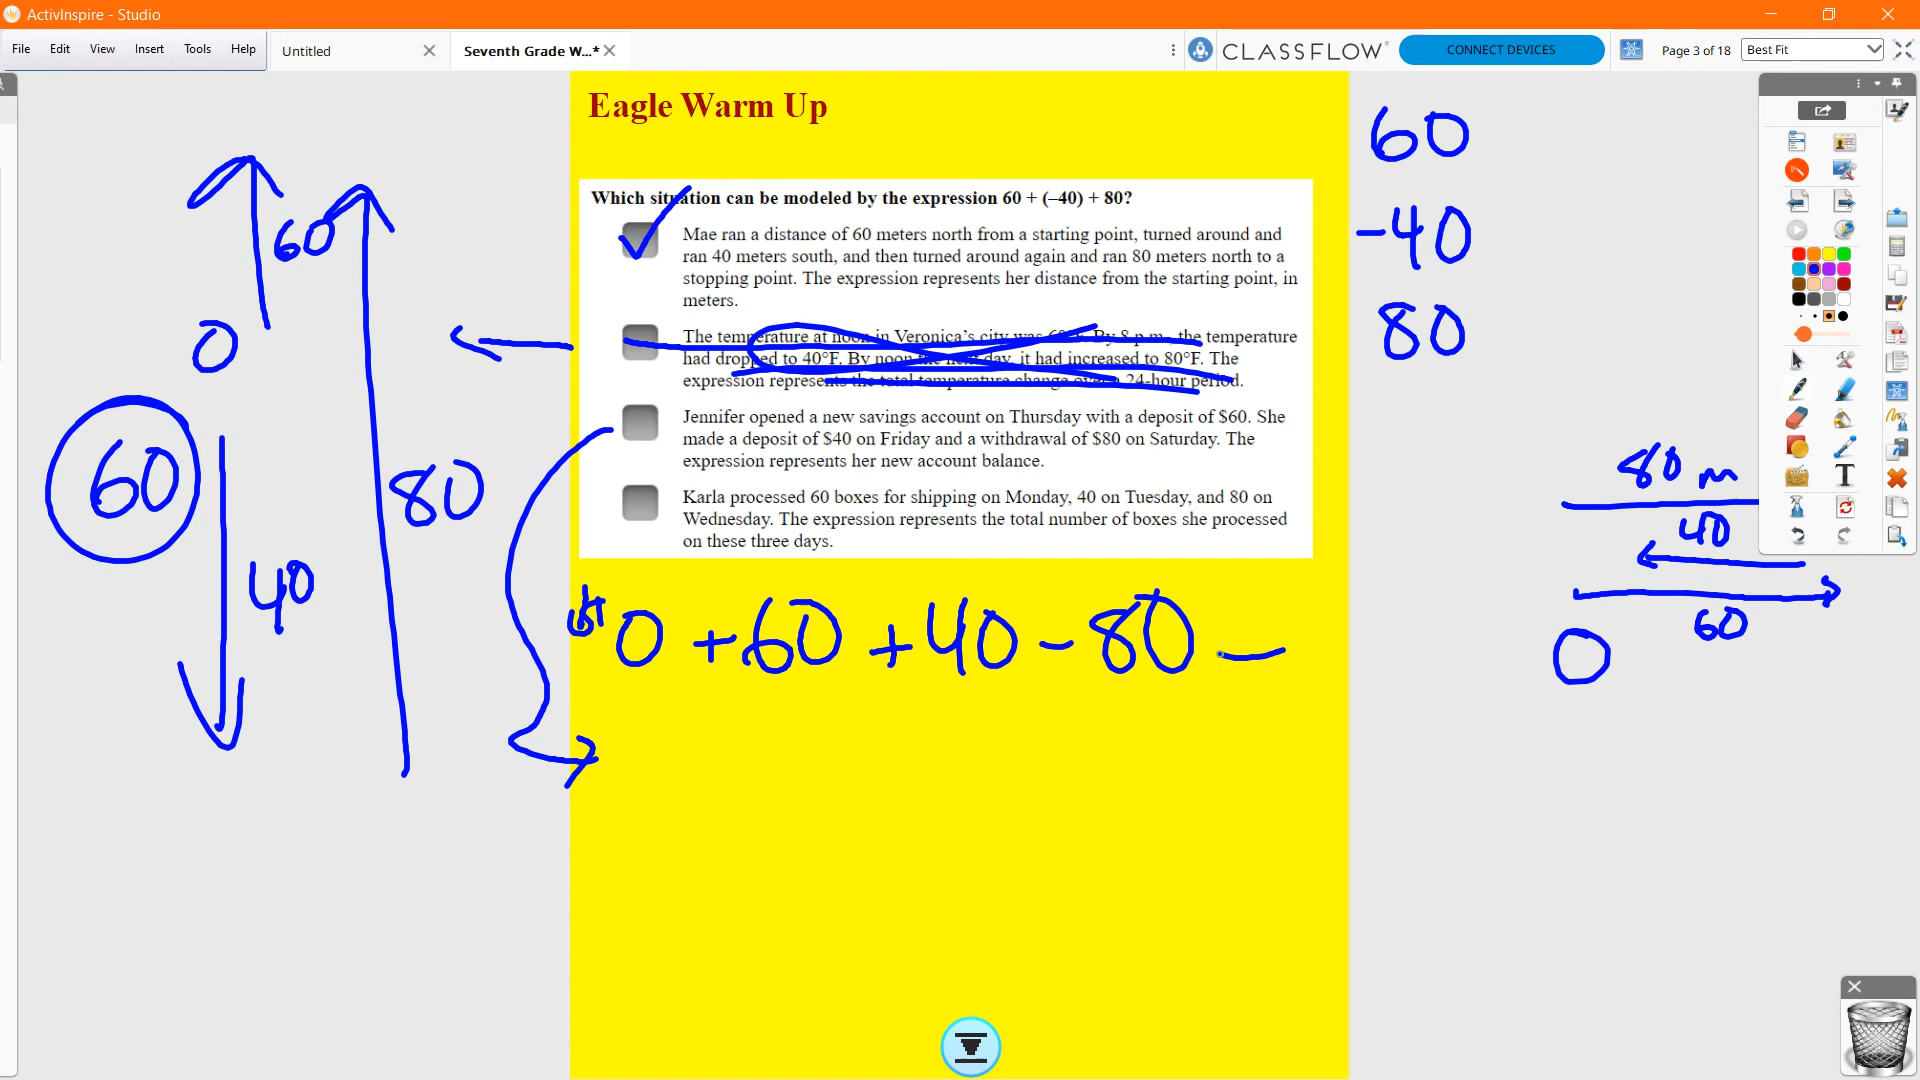 ActivInspire - Studio
File Edit View Insert Tools Help
Untitled
Seventh Grade W...*
CLASSFLOW
CONNECT DEVICES
Page 3 of 18
Best Fit
Eagle Warm Up
Which situation can be modeled by the expression 60 + (–40) + 80?
Mae ran a distance of 60 meters north from a starting point, turned around and
ran 40 meters south, and then turned around again and ran 80 meters north to a
stopping point. The expression represents her distance from the starting point, in
meters.
The temperature at noon in Veronica's city was 60°F. By 8 p.m., the temperature
had dropped to 40°F. By noon the next day, it had increased to 80°F. The
expression represents the total temperature change over a 24-hour period.
Jennifer opened a new savings account on Thursday with a deposit of $60. She
made a deposit of $40 on Friday and a withdrawal of $80 on Saturday. The
expression represents her new account balance.
Karla processed 60 boxes for shipping on Monday, 40 on Tuesday, and 80 on
Wednesday. The expression represents the total number of boxes she processed
on these three days.
60
0
60
40
80
60
-40
80
80 m
40
60
0
$0 +60 +40 -80 -
T